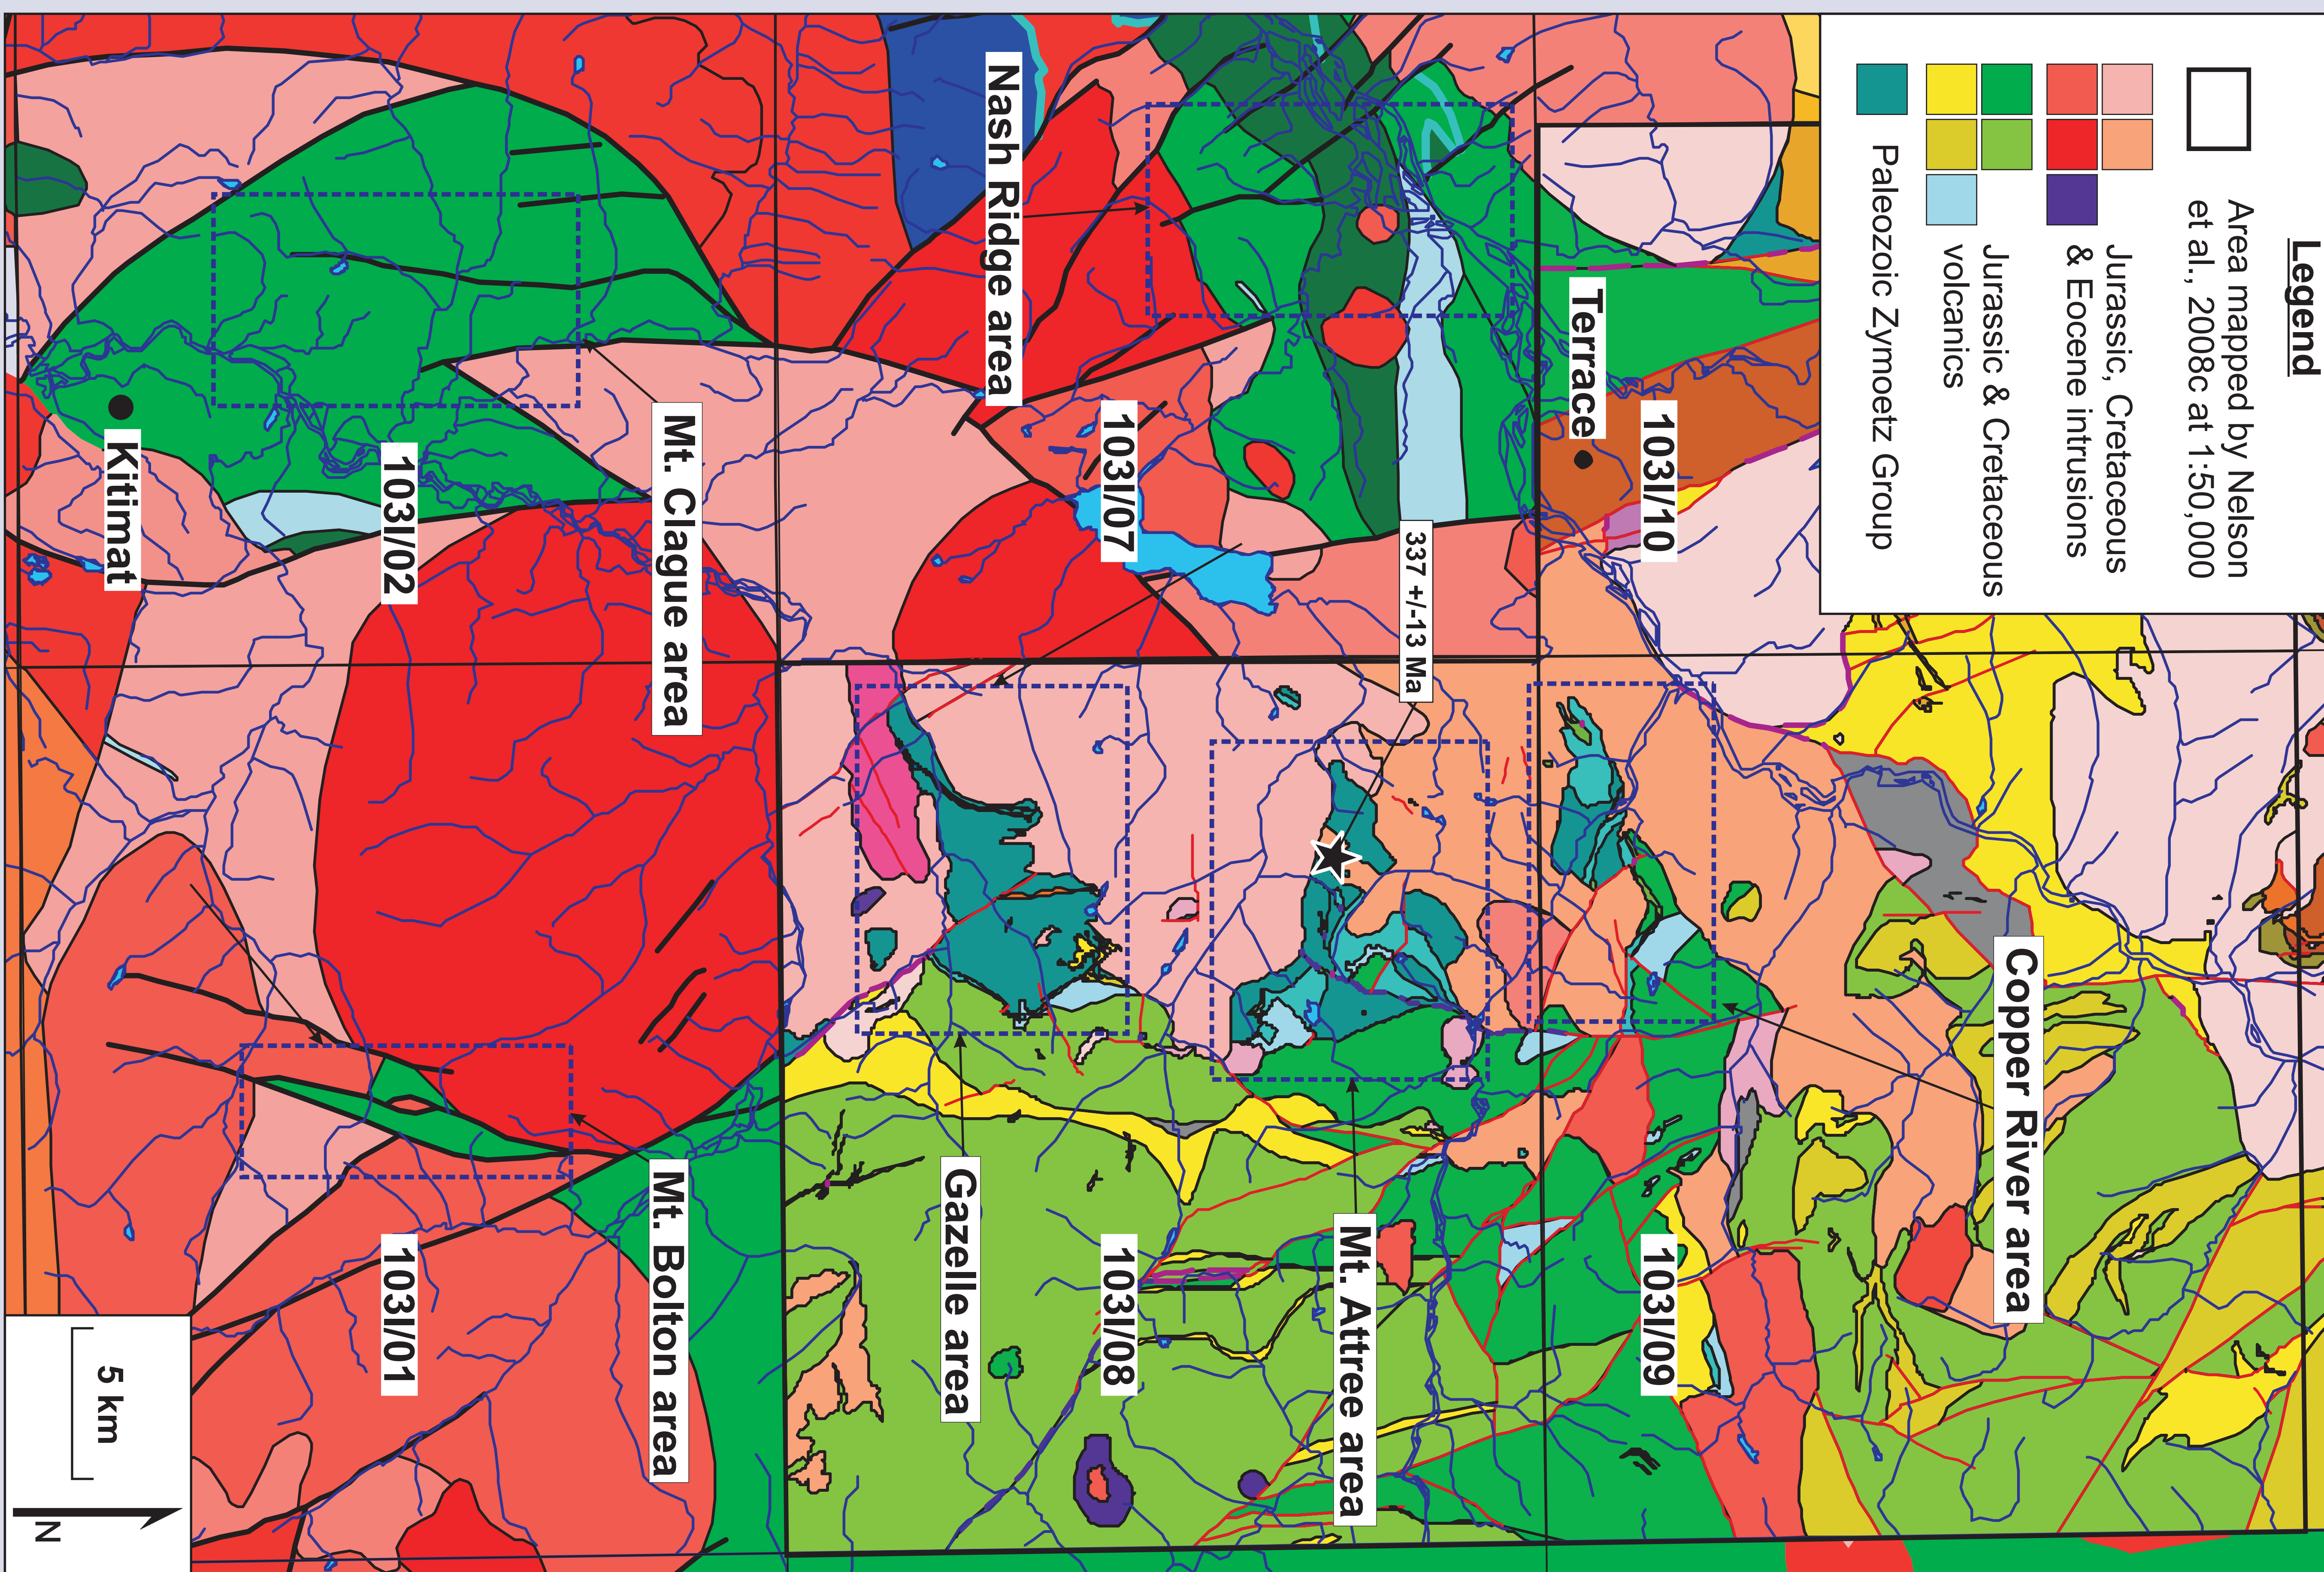 Legend
Area mapped by Nelson
et al., 2008c at 1:50,000
Jurassic, Cretaceous
& Eocene intrusions
Jurassic & Cretaceous
volcanics
Paleozoic Zymoetz Group
Copper River area
103I/10
103I/09
Terrace
337 +/-13 Ma
Mt. Attree area
103I/07
103I/08
Nash Ridge area
Gazelle area
Mt. Clague area
Mt. Bolton area
103I/02
103I/01
Kitimat
5 km
N